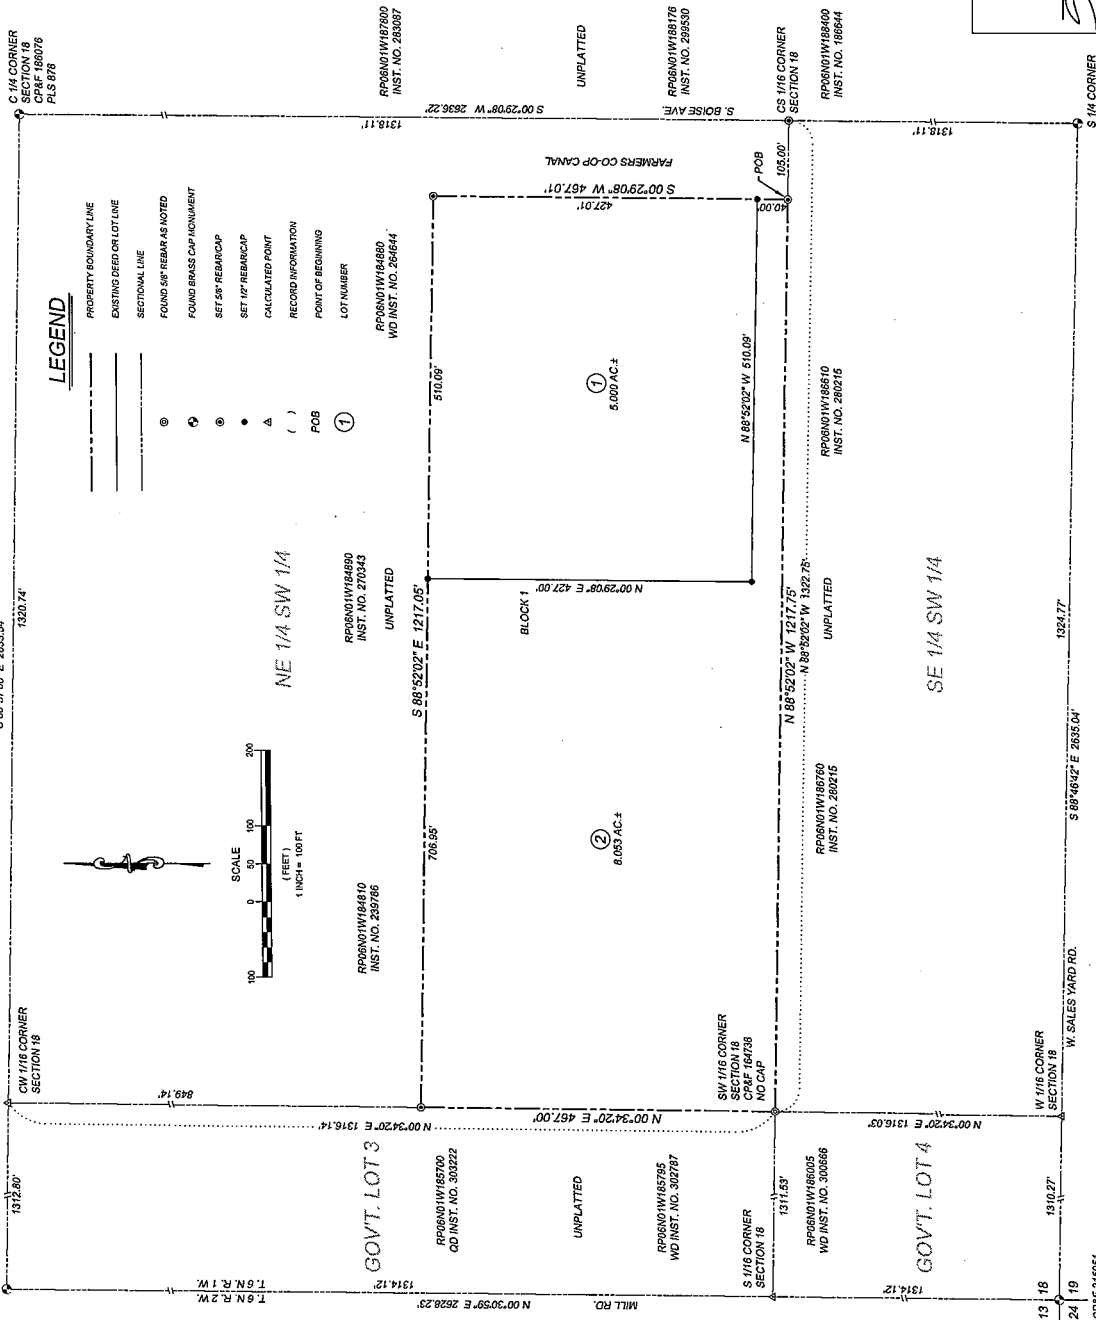 C 1/4 CORNER
SECTION 18
CP&F 186076
PLS 876
1320.74'
CW 1/16 CORNER
SECTION 18
1312.80'
LEGEND
PROPERTY BOUNDARY LINE
EXISTING DEED OR LOT LINE
SECTIONAL LINE
FOUND 5/8" REBAR AS NOTED
FOUND BRASS CAP MONUMENT
SET 5/8" REBAR/CAP
SET 1/2" REBAR/CAP
CALCULATED POINT
( ) RECORD INFORMATION
POB POINT OF BEGINNING
1 LOT NUMBER
SCALE
100 0 50 100 200
( FEET )
1 INCH = 100 FT
NE 1/4 SW 1/4
RP06N01W187600
INST. NO. 283087
UNPLATTED
RP06N01W188176
INST. NO. 299530
S 00°29'08" W 2636.22'
S. BOISE AVE.
1318.11'
FARMERS CO-OP CANAL
RP06N01W184880
WD INST. NO. 264644
RP06N01W184890
INST. NO. 270343
UNPLATTED
RP06N01W184810
INST. NO. 239786
849.14'
N 00°34'20" E 1316.14'
GOV'T. LOT 3
T. 6 N. R. 1 W.
T. 6 N. R. 2 W.
1314.12'
N 00°30'59" E 2628.23'
MILL RD.
RP06N01W185700
QD INST. NO. 303222
UNPLATTED
RP06N01W185795
WD INST. NO. 302787
S 88°52'02" E 1217.05'
510.09'
706.95'
S 00°29'08" W 467.01'
427.01'
40.00'
POB
105.00'
CS 1/16 CORNER
SECTION 18
1
5.000 AC.±
N 88°52'02" W 510.09'
N 00°29'08" E 427.00'
BLOCK 1
2
8.053 AC.±
N 00°34'20" E 467.00'
SW 1/16 CORNER
SECTION 18
CP&F 164738
NO CAP
N 88°52'02" W 1217.75'
N 88°52'02" W 1322.75'
S 1/16 CORNER
SECTION 18
1311.53'
RP06N01W188400
INST. NO. 186644
1318.11'
RP06N01W186610
INST. NO. 280215
UNPLATTED
RP06N01W186760
INST. NO. 280215
SE 1/4 SW 1/4
RP06N01W186005
WD INST. NO. 300666
GOV'T. LOT 4
N 00°34'20" E 1316.03'
1314.12'
W 1/16 CORNER
SECTION 18
W. SALES YARD RD.
S 88°46'42" E 2635.04'
1324.77'
1310.27'
S 1/4 CORNER
13 18
24 19